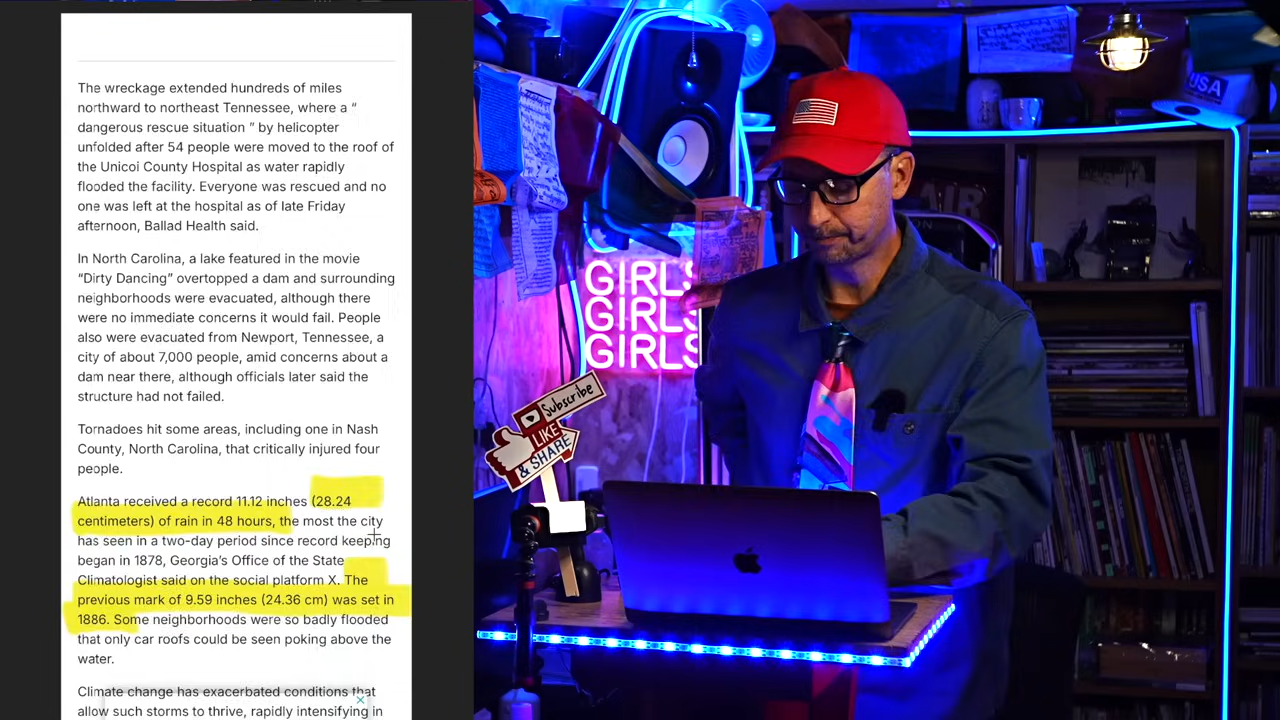 The wreckage extended hundreds of miles
northward to northeast Tennessee, where a “
dangerous rescue situation ” by helicopter
unfolded after 54 people were moved to the roof of
the Unicoi County Hospital as water rapidly
flooded the facility. Everyone was rescued and no
one was left at the hospital as of late Friday
afternoon, Ballad Health said.
In North Carolina, a lake featured in the movie
“Dirty Dancing” overtopped a dam and surrounding
neighborhoods were evacuated, although there
were no immediate concerns it would fail. People
also were evacuated from Newport, Tennessee, a
city of about 7,000 people, amid concerns about a
dam near there, although officials later said the
structure had not failed.
Tornadoes hit some areas, including one in Nash
County, North Carolina, that critically injured four
people.
Atlanta received a record 11.12 inches (28.24
centimeters) of rain in 48 hours, the most the city
has seen in a two-day period since record keeping
began in 1878, Georgia’s Office of the State
Climatologist said on the social platform X. The
previous mark of 9.59 inches (24.36 cm) was set in
1886. Some neighborhoods were so badly flooded
that only car roofs could be seen poking above the
water.
Climate change has exacerbated conditions that
allow such storms to thrive, rapidly intensifying in
USA
GIRLS
GIRLS
GIRLS
Subscribe
LIKE
& SHARE